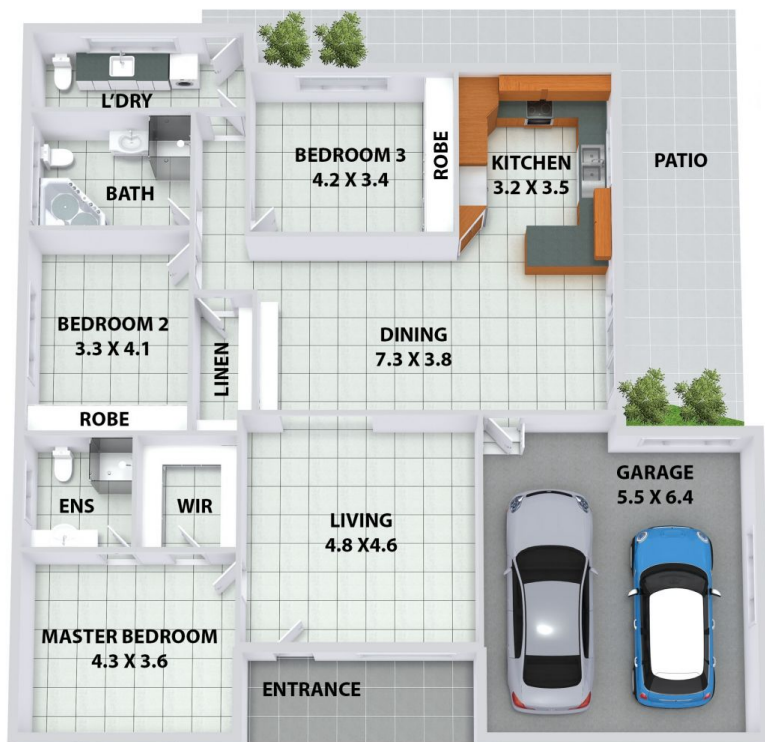 L'DRY
BATH
BEDROOM 3
4.2 X 3.4
ROBE
KITCHEN
3.2 X 3.5
PATIO
BEDROOM 2
3.3 X 4.1
ROBE
LINEN
DINING
7.3 X 3.8
ENS
WIR
LIVING
4.8 X4.6
GARAGE
5.5 X 6.4
MASTER BEDROOM
4.3 X 3.6
ENTRANCE